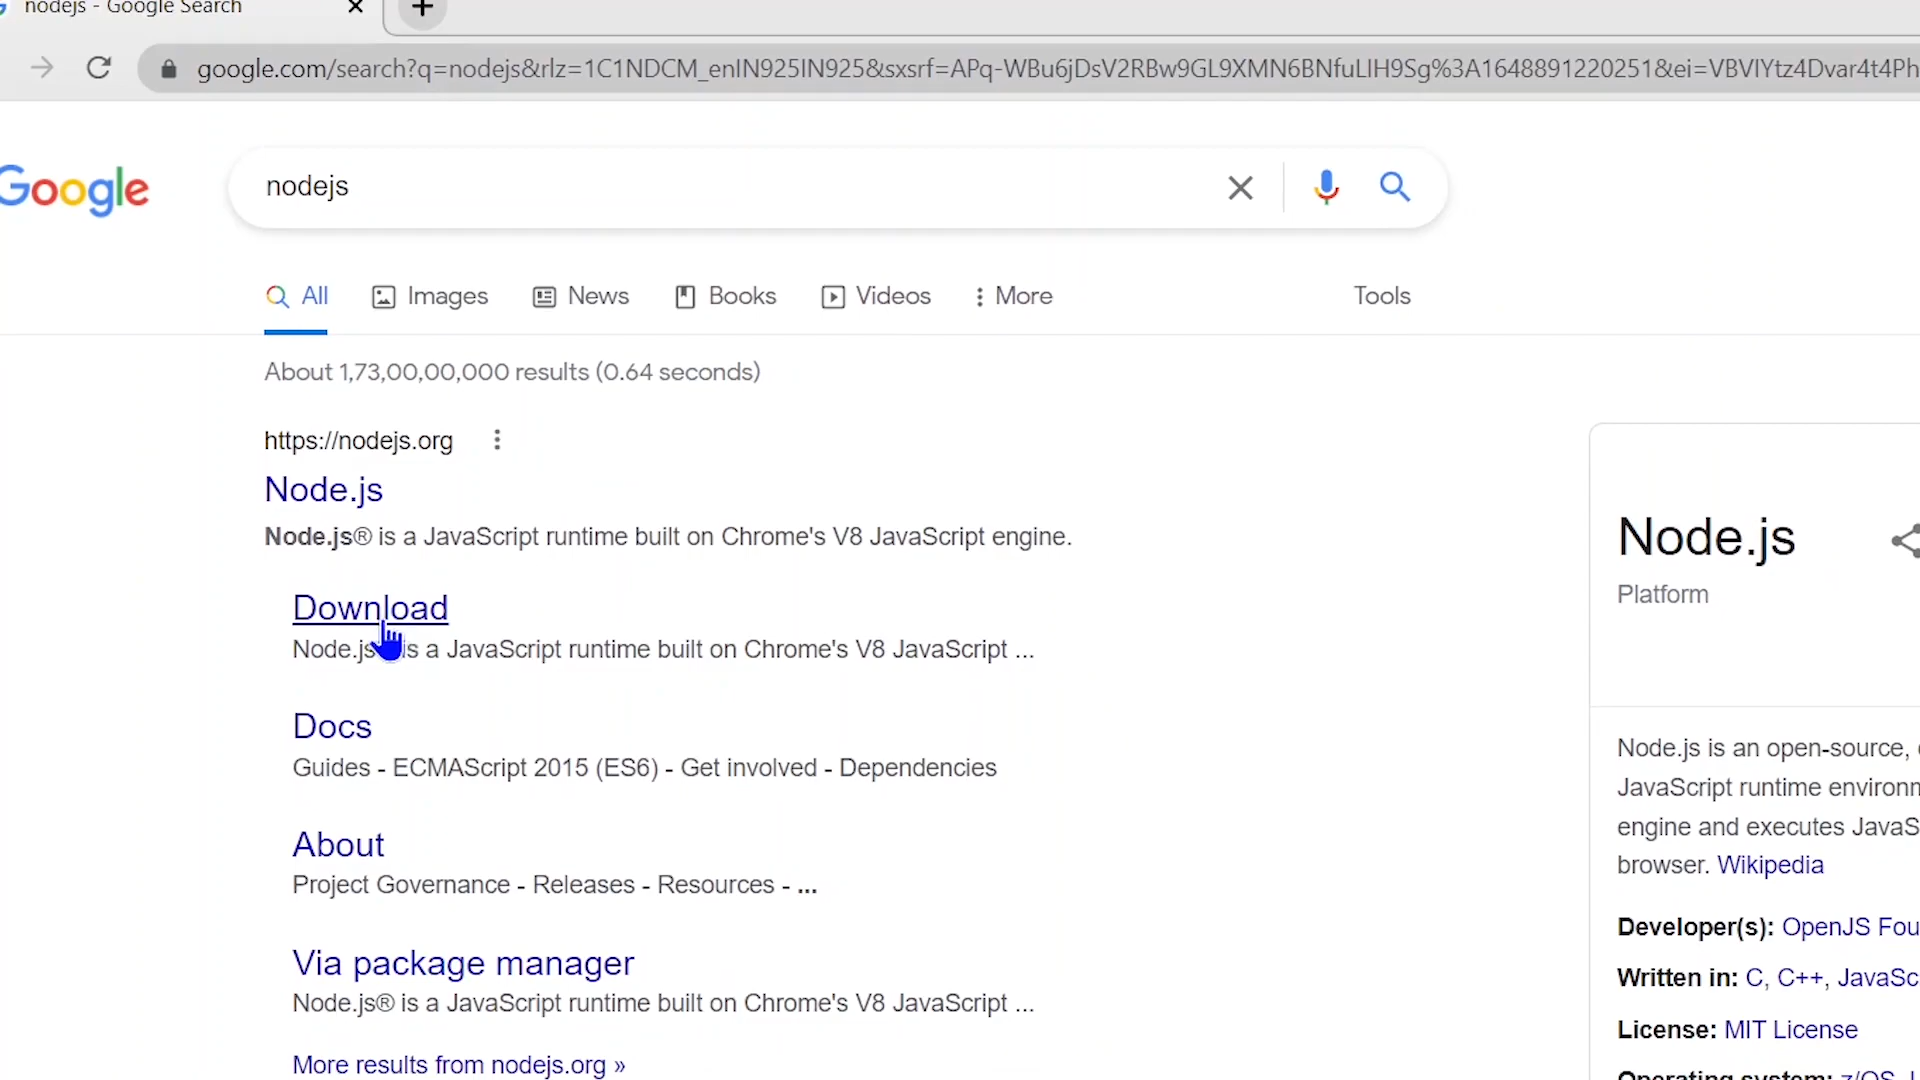 nodejs - Google Search
google.com/search?q=nodejs&rlz=1C1NDCM_enIN925IN925&sxsrf=APq-WBu6jDsV2RBw9GL9XMN6BNfuLIH9Sg%3A1648891220251&ei=VBVIYtz4Dvar4t4Ph
Google
nodejs
All Images News Books Videos More Tools
About 1,73,00,00,000 results (0.64 seconds)
https://nodejs.org
Node.js
Node.js® is a JavaScript runtime built on Chrome's V8 JavaScript engine.
Download
Node.js is a JavaScript runtime built on Chrome's V8 JavaScript ...
Docs
Guides - ECMAScript 2015 (ES6) - Get involved - Dependencies
About
Project Governance - Releases - Resources - ...
Via package manager
Node.js® is a JavaScript runtime built on Chrome's V8 JavaScript ...
More results from nodejs.org »
Node.js
Platform
Node.js is an open-source,
JavaScript runtime environ
engine and executes JavaS
browser. Wikipedia
Developer(s): OpenJS Fou
Written in: C, C++, JavaSc
License: MIT License
Operating system: z/OS,